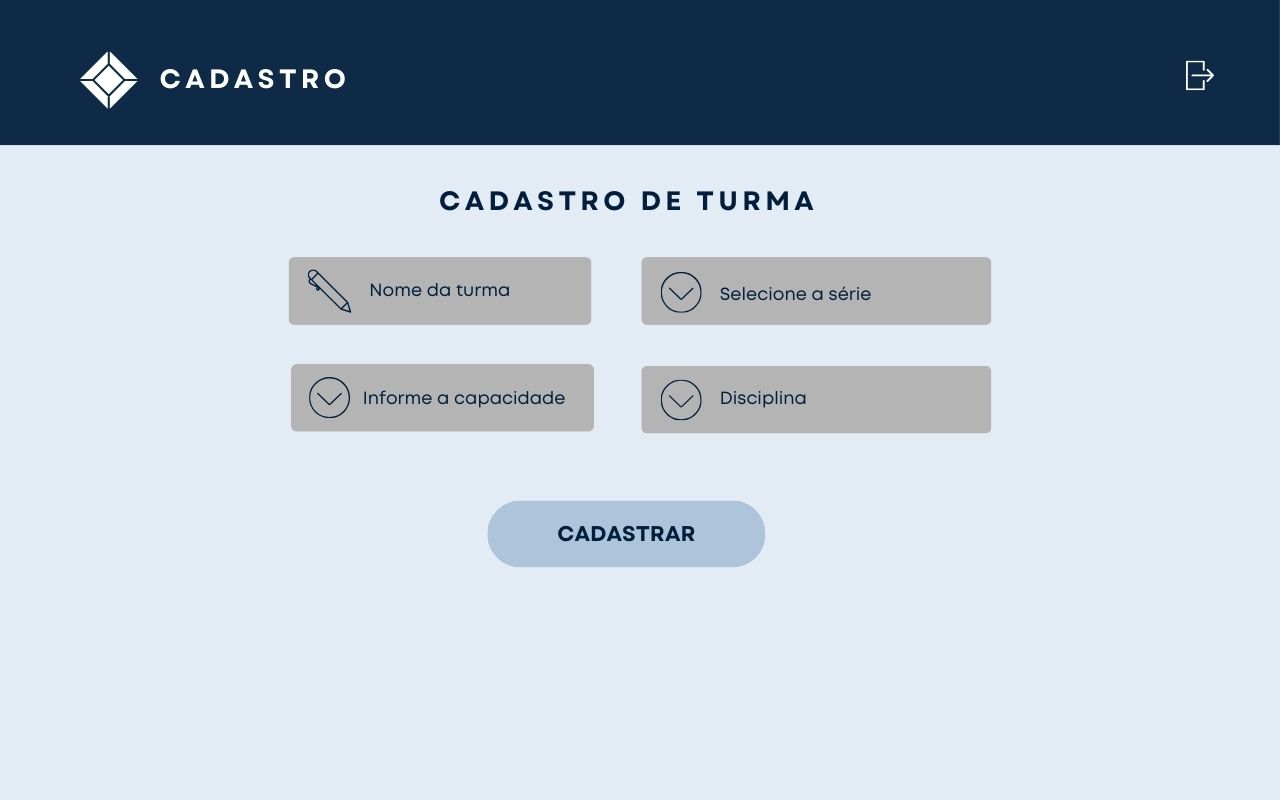 CADASTRO
CADASTRO DE TURMA
Nome da turma
Selecione a série
Informe a capacidade
Disciplina
CADASTRAR